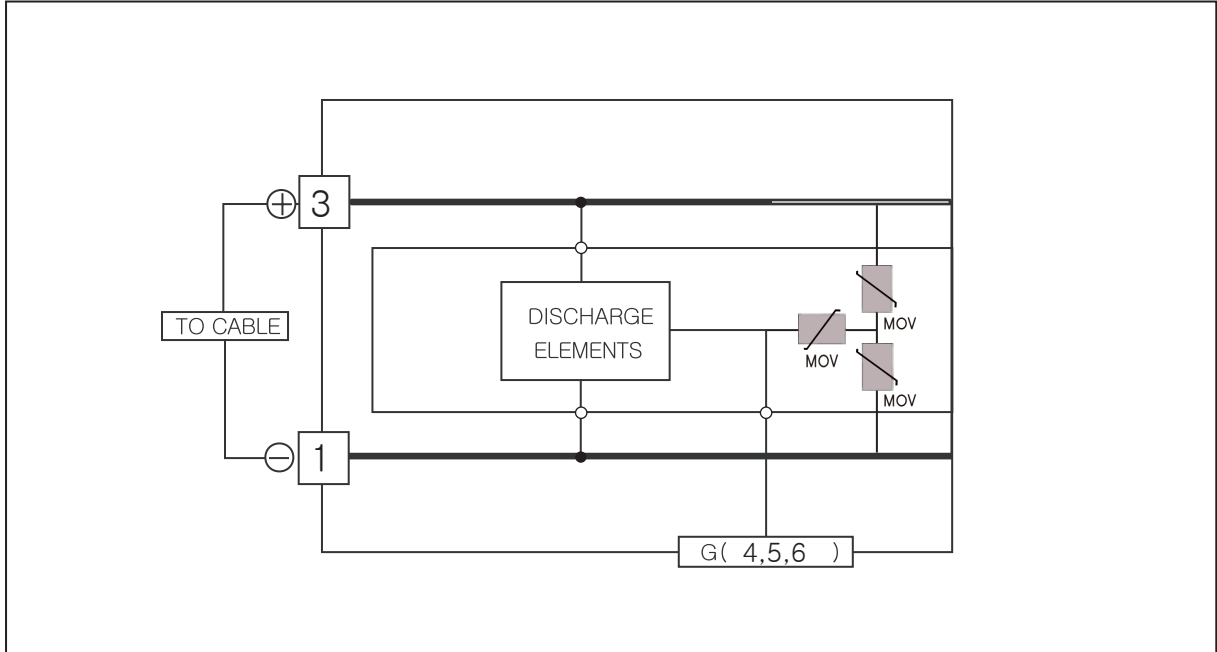 3
DISCHARGE
ELEMENTS
TO CABLE
MOV
MOV
MOV
1
G( 4,5,6 )